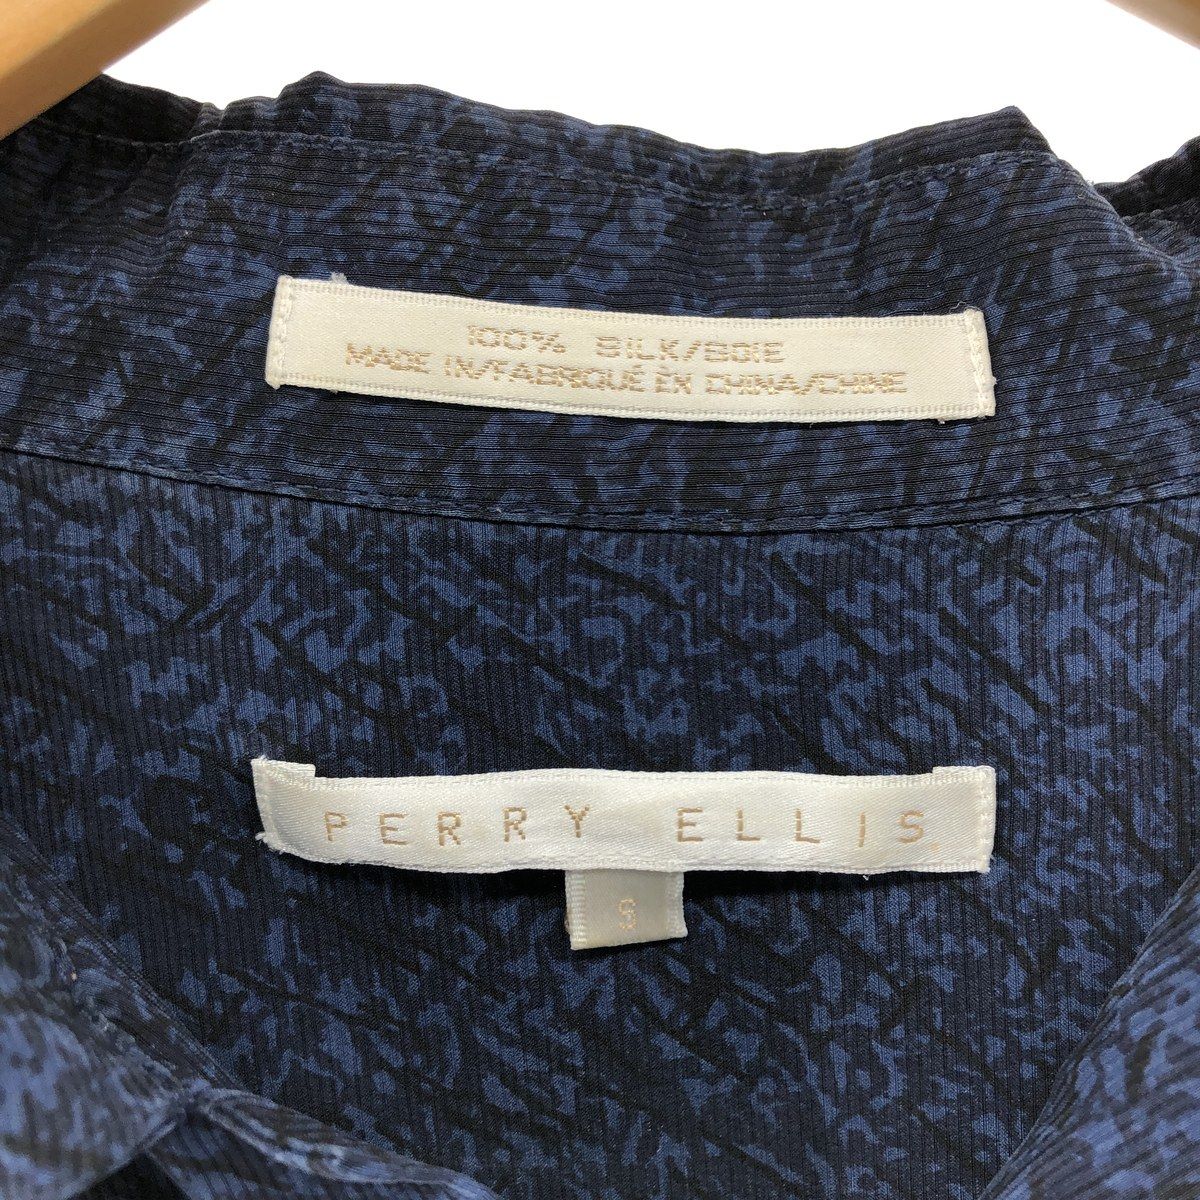 100% SILK/SOIE
MADE IN/FABRIQUÉ EN CHINA/CHINE
PERRY ELLIS
S